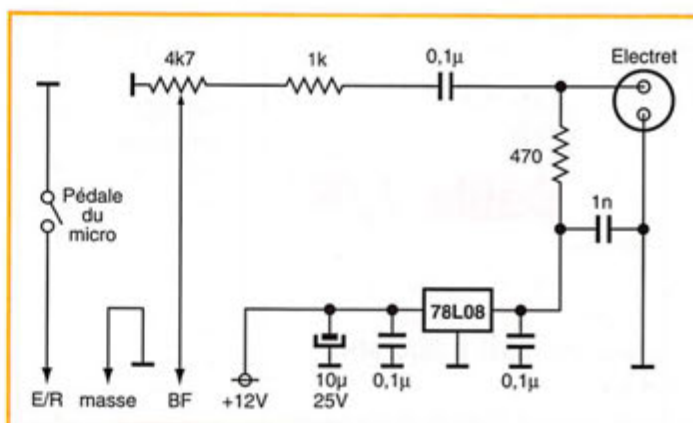 4k7
1k
0,1µ
Electret
470
1n
Pédale
du
micro
78L08
E/R
masse
BF
+12V
10µ
25V
0,1µ
0,1µ